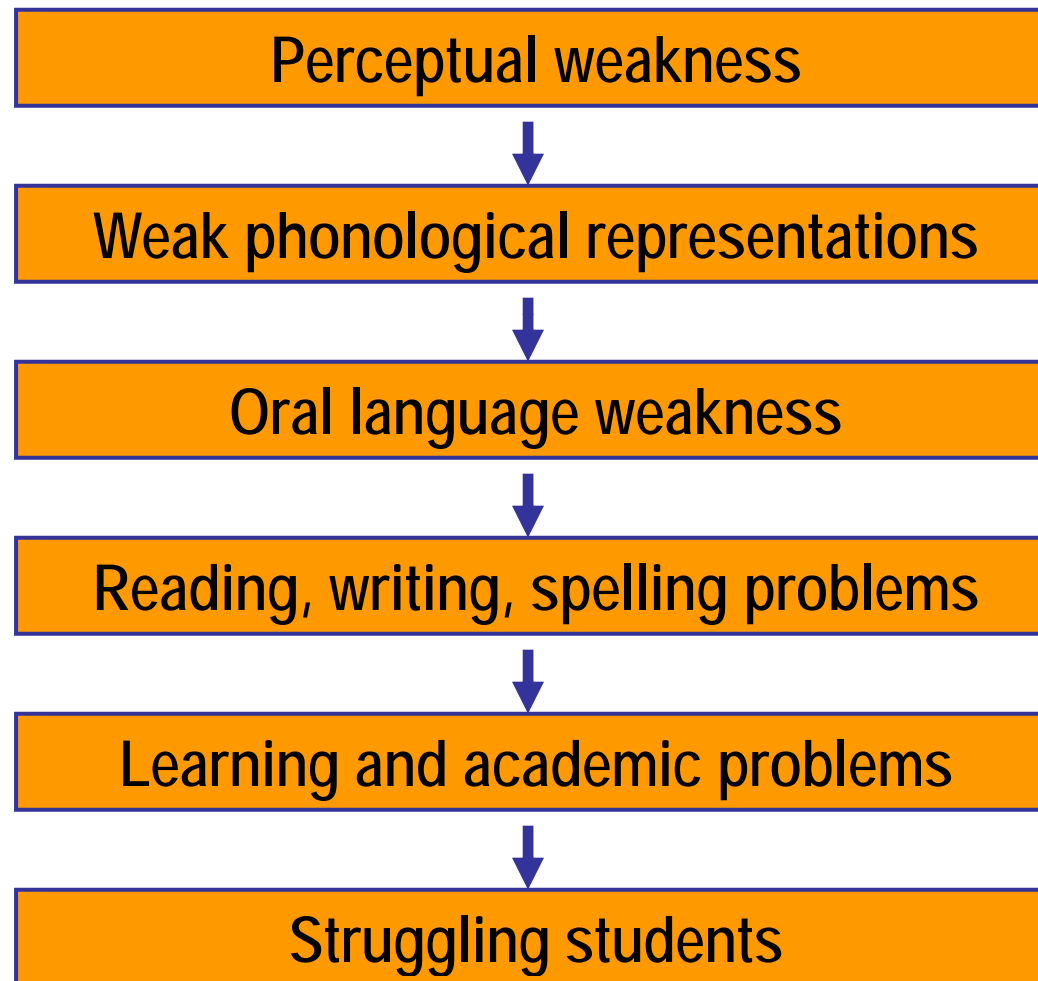 Perceptual weakness
Weak phonological representations
Oral language weakness
Reading, writing, spelling problems
Learning and academic problems
Struggling students